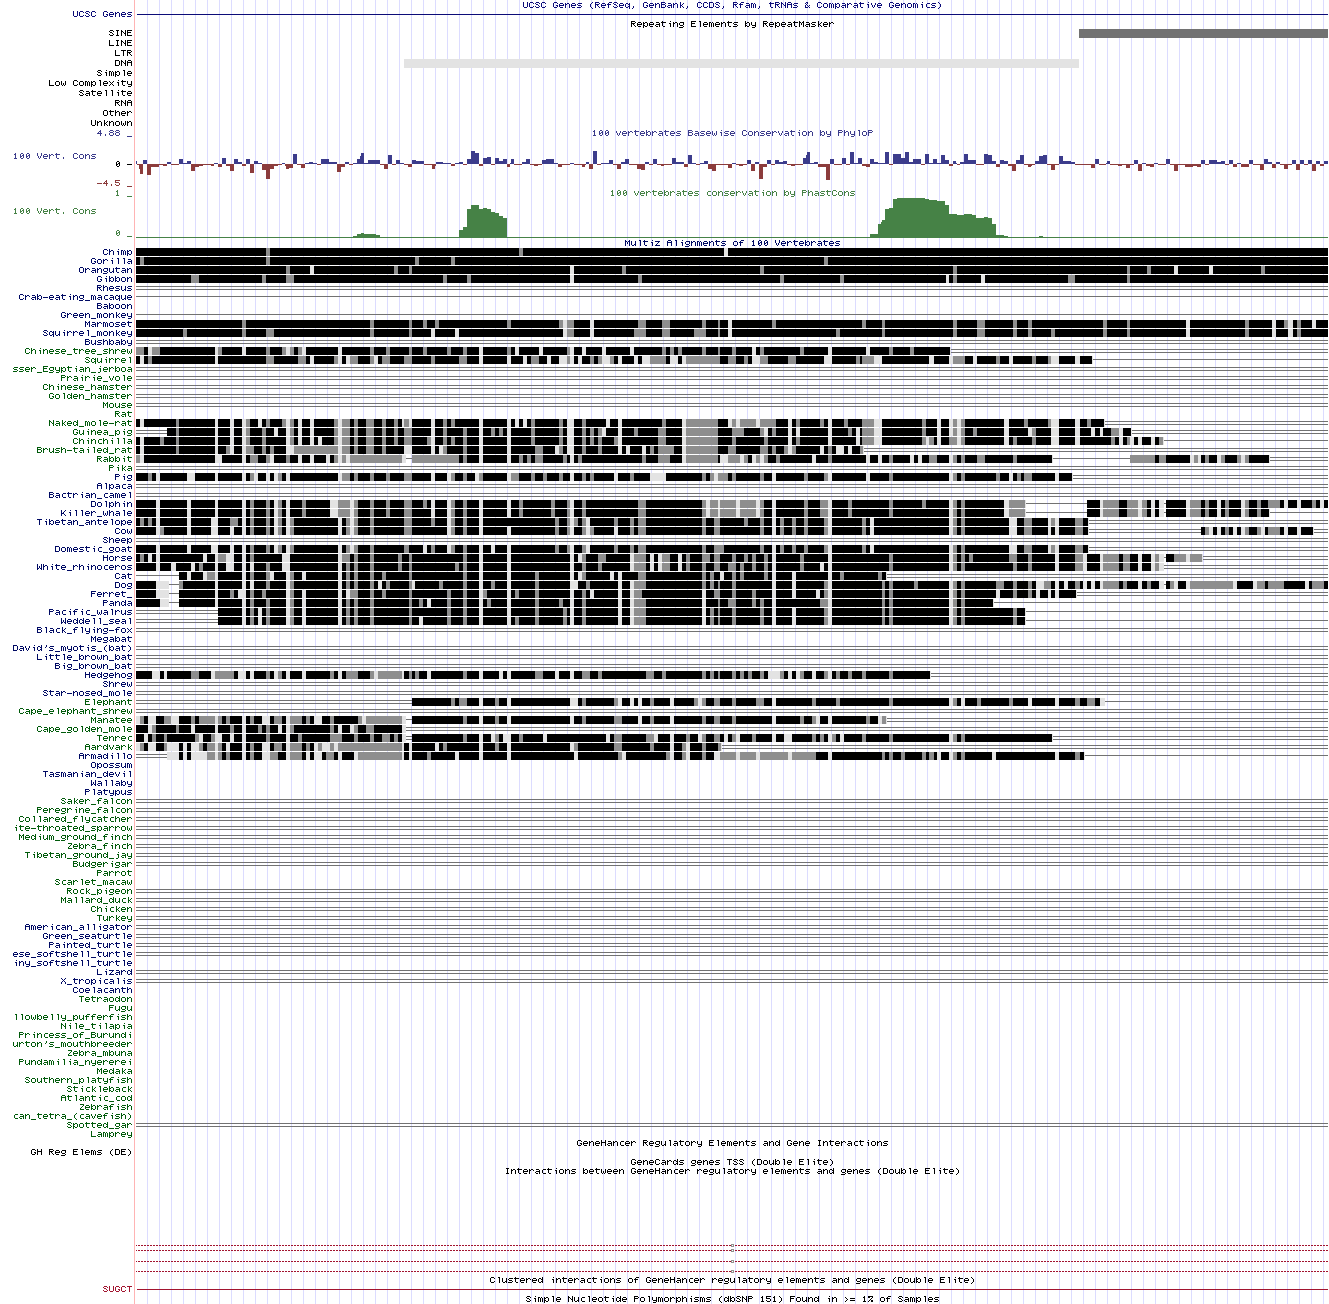 UCSC Genes (RefSeq, GenBank, CCDS, Rfam, tRNAs & Comparative Genomics)
UCSC Genes
Repeating Elements by RepeatMasker
SINE
LINE
LTR
DNA
Simple
Low Complexity
Satellite
RNA
Other
Unknown
4.88 _
100 vertebrates Basewise Conservation by PhyloP
100 Vert. Cons
0 -
-4.5 _
100 vertebrates conservation by PhastCons
1 _
100 Vert. Cons
0 _
Multiz Alignments of 100 Vertebrates
Chimp
Gorilla
Orangutan
Gibbon
Rhesus
Crab-eating_macaque
Baboon
Green_monkey
Marmoset
Squirrel_monkey
Bushbaby
Chinese_tree_shrew
Squirrel
sser_Egyptian_jerboa
Prairie_vole
Chinese_hamster
Golden_hamster
Mouse
Rat
Naked_mole-rat
Guinea_pig
Chinchilla
Brush-tailed_rat
Rabbit
Pika
Pig
Alpaca
Bactrian_camel
Dolphin
Killer_whale
Tibetan_antelope
Cow
Sheep
Domestic_goat
Horse
White_rhinoceros
Cat
Dog
Ferret_
Panda
Pacific_walrus
Weddell_seal
Black_flying-fox
Megabat
David's_myotis_(bat)
Little_brown_bat
Big_brown_bat
Hedgehog
Shrew
Star-nosed_mole
Elephant
Cape_elephant_shrew
Manatee
Cape_golden_mole
Tenrec
Aardvark
Armadillo
Opossum
Tasmanian_devil
Wallaby
Platypus
Saker_falcon
Peregrine_falcon
Collared_flycatcher
ite-throated_sparrow
Medium_ground_finch
Zebra_finch
Tibetan_ground_jay
Budgerigar
Parrot
Scarlet_macaw
Rock_pigeon
Mallard_duck
Chicken
Turkey
American_alligator
Green_seaturtle
Painted_turtle
ese_softshell_turtle
iny_softshell_turtle
Lizard
X_tropicalis
Coelacanth
Tetraodon
Fugu
llowbelly_pufferfish
Nile_tilapia
Princess_of_Burundi
urton's_mouthbreeder
Zebra_mbuna
Pundamilia_nyererei
Medaka
Southern_platyfish
Stickleback
Atlantic_cod
Zebrafish
can_tetra_(cavefish)
Spotted_gar
Lamprey
GeneHancer Regulatory Elements and Gene Interactions
GH Reg Elems (DE)
GeneCards genes TSS (Double Elite)
Interactions between GeneHancer regulatory elements and genes (Double Elite)
Clustered interactions of GeneHancer regulatory elements and genes (Double Elite)
SUGCT
Simple Nucleotide Polymorphisms (dbSNP 151) Found in >= 1% of Samples